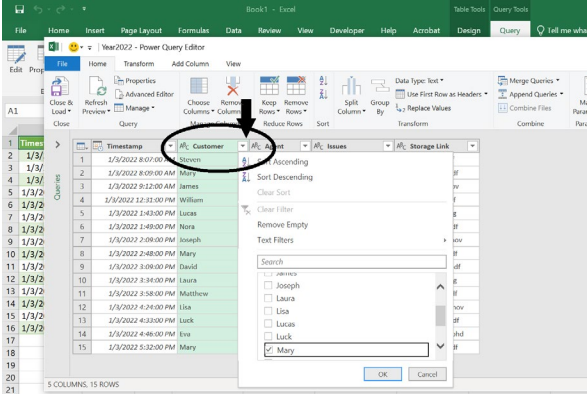 Book1 - Excel
Table Tools Query Tools
File Home Insert Page Layout Formulas Data Review View Developer Help Acrobat Design Query Tell me wha
Year2022 - Power Query Editor
File Home Transform Add Column View
Edit Prop
Close & Load
Refresh Preview
Properties
Advanced Editor
Manage
Choose Columns
Remov Column
Keep Rows
Remove Rows
Split Column
Group By
Data Type: Text
Use First Row as Headers
Replace Values
Merge Queries
Append Queries
Combine Files
Close Query Manage Columns Reduce Rows Sort Transform Combine
A1
Timestamp Customer Agent Issues Storage Link
1 1/3/2022 8:07:00 AM Steven
2 1/3/2022 8:09:00 AM Mary
3 1/3/2022 9:12:00 AM James
4 1/3/2022 12:31:00 PM William
5 1/3/2022 1:43:00 PM Lucas
6 1/3/2022 1:49:00 PM Nora
7 1/3/2022 2:09:00 PM Joseph
8 1/3/2022 2:48:00 PM Mary
9 1/3/2022 3:09:00 PM David
10 1/3/2022 3:34:00 PM Laura
11 1/3/2022 3:58:00 PM Matthew
12 1/3/2022 4:24:00 PM Lisa
13 1/3/2022 4:33:00 PM Luck
14 1/3/2022 4:46:00 PM Eva
15 1/3/2022 5:32:00 PM Mary
Queries
Sort Ascending
Sort Descending
Clear Sort
Clear Filter
Remove Empty
Text Filters
Search
James
Joseph
Laura
Lisa
Lucas
Luck
Mary
OK Cancel
5 COLUMNS, 15 ROWS